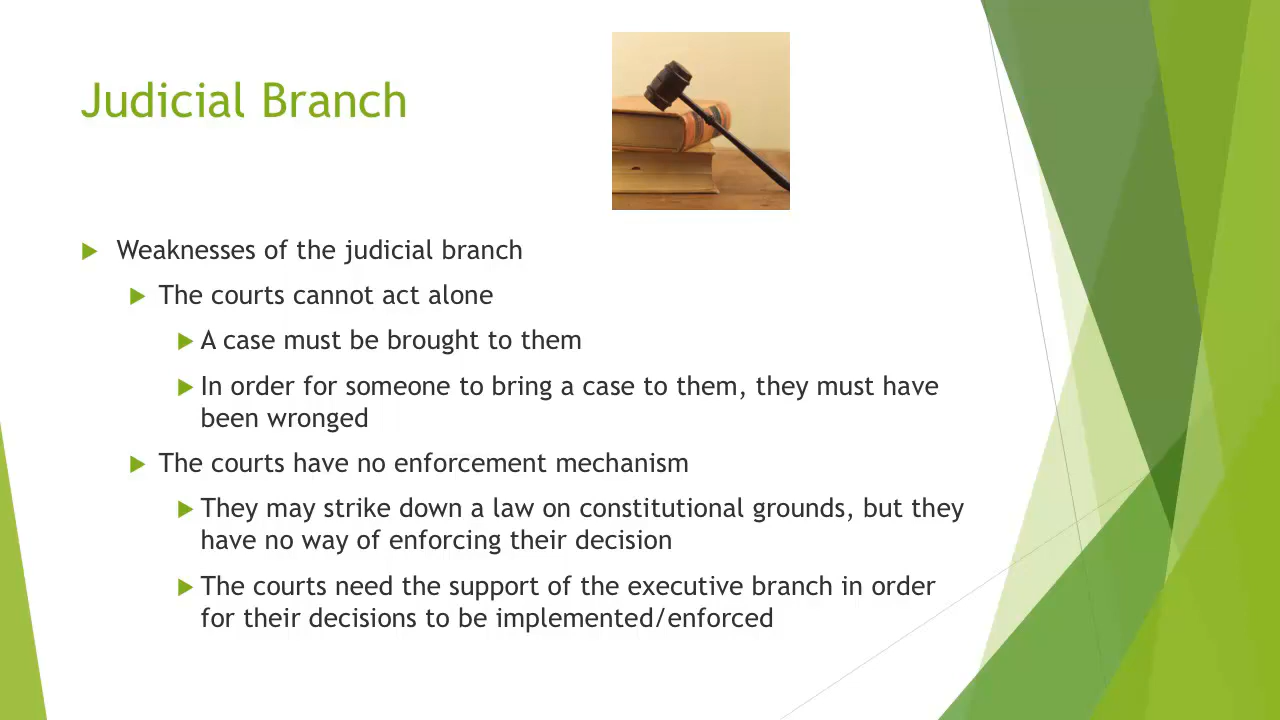 Judicial Branch
Weaknesses of the judicial branch
The courts cannot act alone
A case must be brought to them
In order for someone to bring a case to them, they must have
been wronged
The courts have no enforcement mechanism
They may strike down a law on constitutional grounds, but they
have no way of enforcing their decision
The courts need the support of the executive branch in order
for their decisions to be implemented/enforced